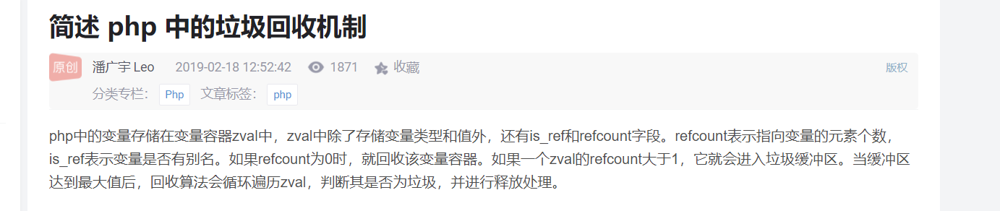 简述 php 中的垃圾回收机制
原创 潘广宇 Leo 2019-02-18 12:52:42 1871 收藏 版权
分类专栏： Php 文章标签： php
php中的变量存储在变量容器zval中，zval中除了存储变量类型和值外，还有is_ref和refcount字段。refcount表示指向变量的元素个数，
is_ref表示变量是否有别名。如果refcount为0时，就回收该变量容器。如果一个zval的refcount大于1，它就会进入垃圾缓冲区。当缓冲区
达到最大值后，回收算法会循环遍历zval，判断其是否为垃圾，并进行释放处理。